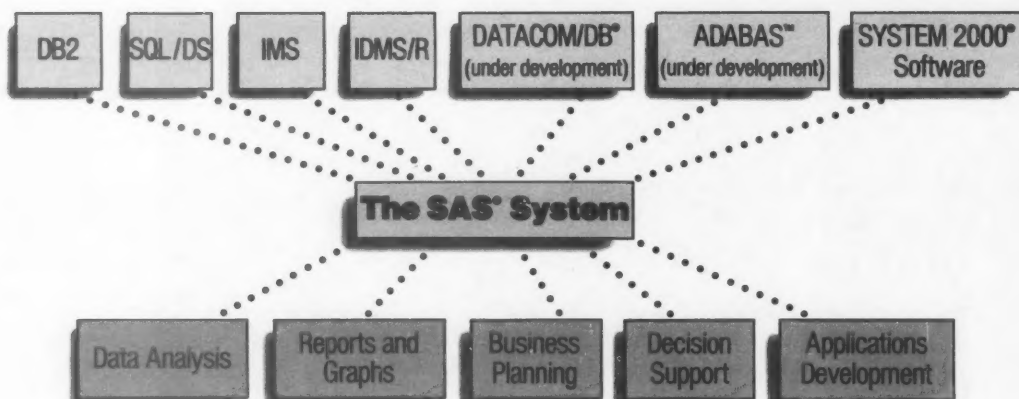 DB2
SQL/DS
IMS
IDMS/R
DATACOM/DB®
(under development)
ADABAS™
(under development)
SYSTEM 2000®
Software
The SAS® System
Data Analysis
Reports and
Graphs
Business
Planning
Decision
Support
Applications
Development